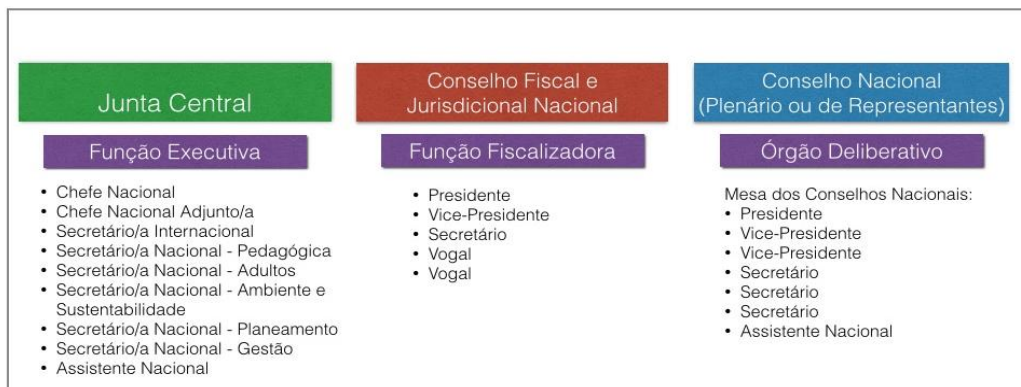 Junta Central
Função Executiva
• Chefe Nacional
• Chefe Nacional Adjunto/a
• Secretário/a Internacional
• Secretário/a Nacional - Pedagógica
• Secretário/a Nacional - Adultos
• Secretário/a Nacional - Ambiente e
Sustentabilidade
• Secretário/a Nacional - Planeamento
• Secretário/a Nacional - Gestão
• Assistente Nacional
Conselho Fiscal e
Jurisdicional Nacional
Função Fiscalizadora
• Presidente
• Vice-Presidente
• Secretário
• Vogal
• Vogal
Conselho Nacional
(Plenário ou de Representantes)
Órgão Deliberativo
Mesa dos Conselhos Nacionais:
• Presidente
• Vice-Presidente
• Vice-Presidente
• Secretário
• Secretário
• Secretário
• Assistente Nacional